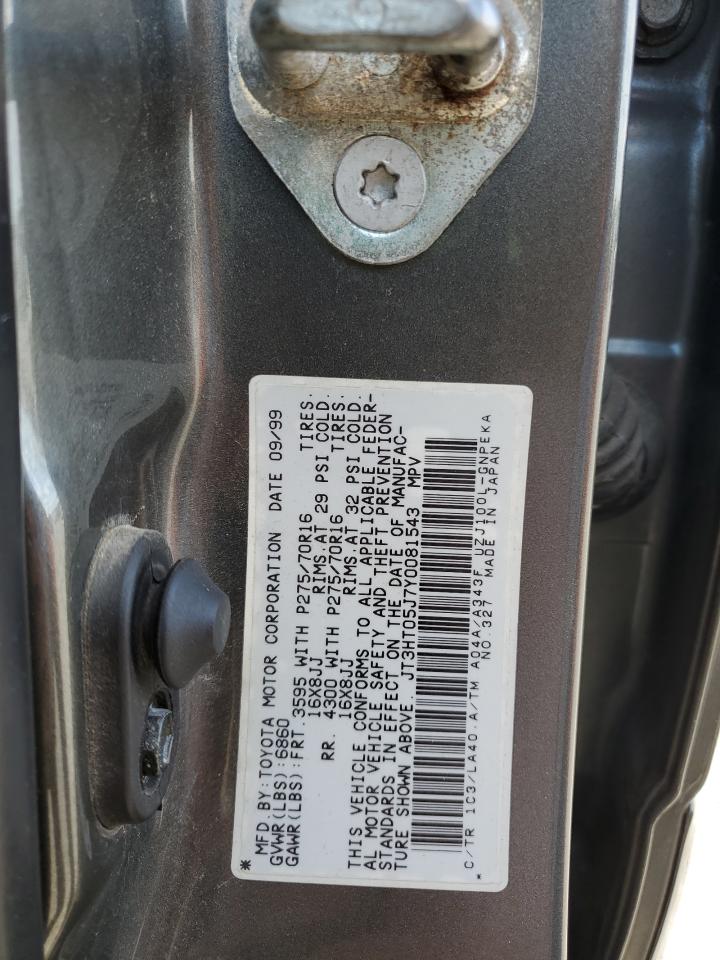 * MFD BY:TOYOTA MOTOR CORPORATION DATE 09/99
GVWR(LBS):6860
GAWR(LBS):FRT.3595 WITH P275/70R16 TIRES.
16X8JJ RIMS.AT 29 PSI COLD.
RR. 4300 WITH P275/70R16 TIRES.
16X8JJ RIMS.AT 32 PSI COLD.
THIS VEHICLE CONFORMS TO ALL APPLICABLE FEDER-
AL MOTOR VEHICLE SAFETY AND THEFT PREVENTION
STANDARDS IN EFFECT ON THE DATE OF MANUFAC-
TURE SHOWN ABOVE. JT3HT05J7Y0081543 MPV
* C/TR 1C3/LA40.A/TM A04A/A343F UZJ100L-GNPEKA
NO.327 MADE IN JAPAN